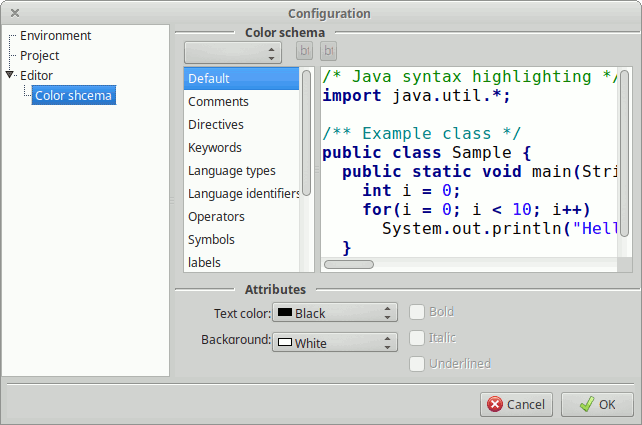 Configuration
Environment
Project
Editor
Color shcema
Color schema
Default
Comments
Directives
Keywords
Language types
Language identifiers
Operators
Symbols
labels
/* Java syntax highlighting */
import java.util.*;
/** Example class */
public class Sample {
public static void main(Stri
int i = 0;
for(i = 0; i < 10; i++)
System.out.println("Hell
}
Attributes
Text color: Black
Background: White
Bold
Italic
Underlined
Cancel
OK